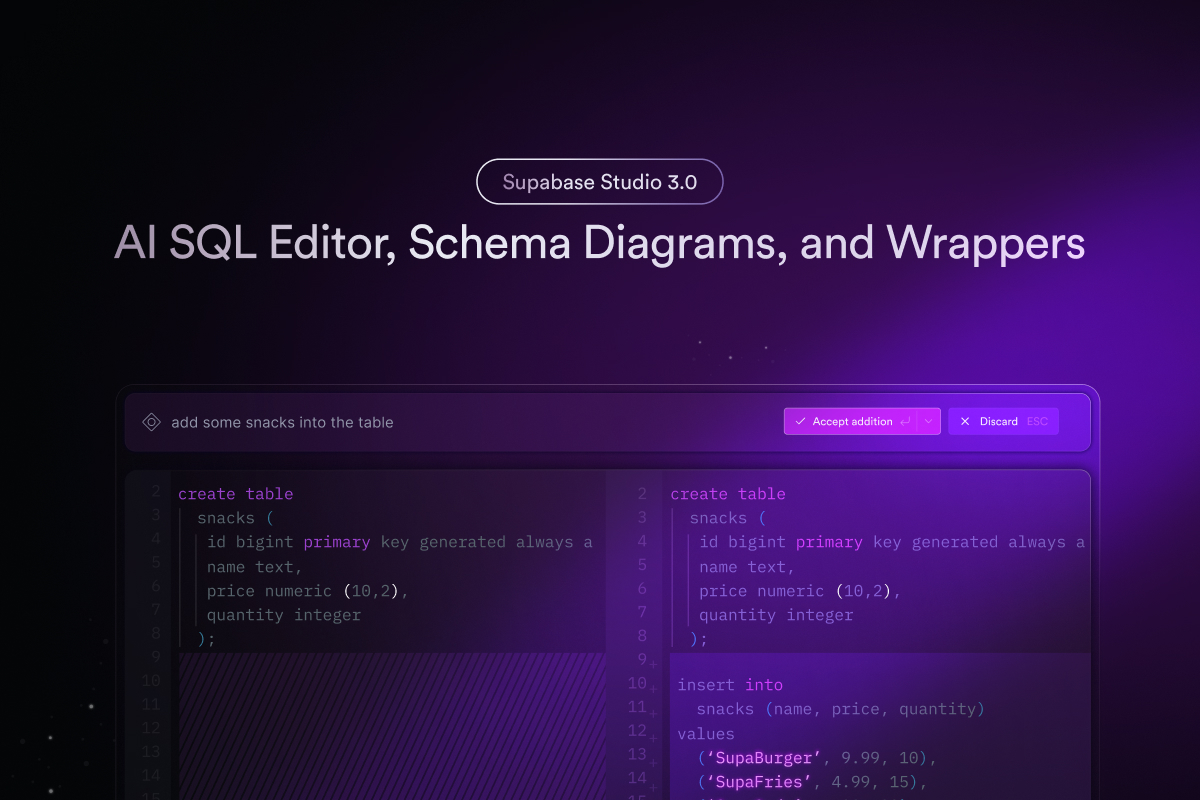 Supabase Studio 3.0
AI SQL Editor, Schema Diagrams, and Wrappers
add some snacks into the table
Accept addition
Discard ESC
2 create table
3 snacks (
4 id bigint primary key generated always a
5 name text,
6 price numeric (10,2),
7 quantity integer
8 );
9
10
11
12
13
14
15
2 create table
3 snacks (
4 id bigint primary key generated always a
5 name text,
6 price numeric (10,2),
7 quantity integer
8 );
9 +
10 + insert into
11 + snacks (name, price, quantity)
12 + values
13 + (‘SupaBurger’, 9.99, 10),
14 + (‘SupaFries’, 4.99, 15),
15